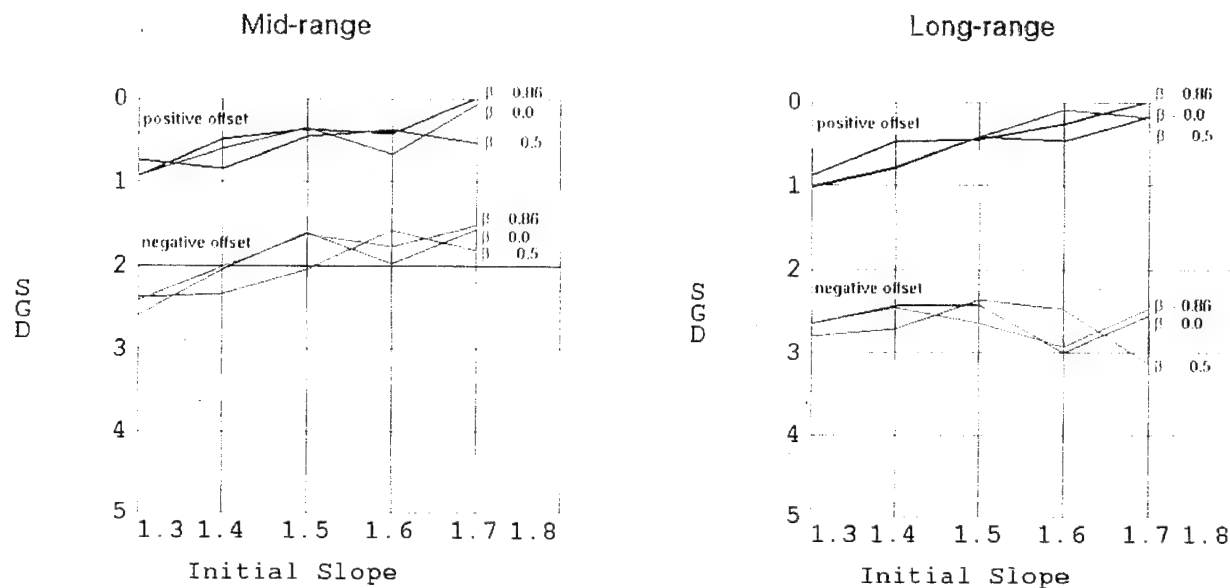 Mid-range
0
positive offset
β 0.86
β 0.0
β 0.5
1
negative offset
β 0.86
β 0.0
β 0.5
2
SGD
3
4
5
1.3 1.4 1.5 1.6 1.7 1.8
Initial Slope
Long-range
0
positive offset
β 0.86
β 0.0
β 0.5
1
2
negative offset
β 0.86
β 0.0
β 0.5
SGD
3
4
5
1.3 1.4 1.5 1.6 1.7 1.8
Initial Slope